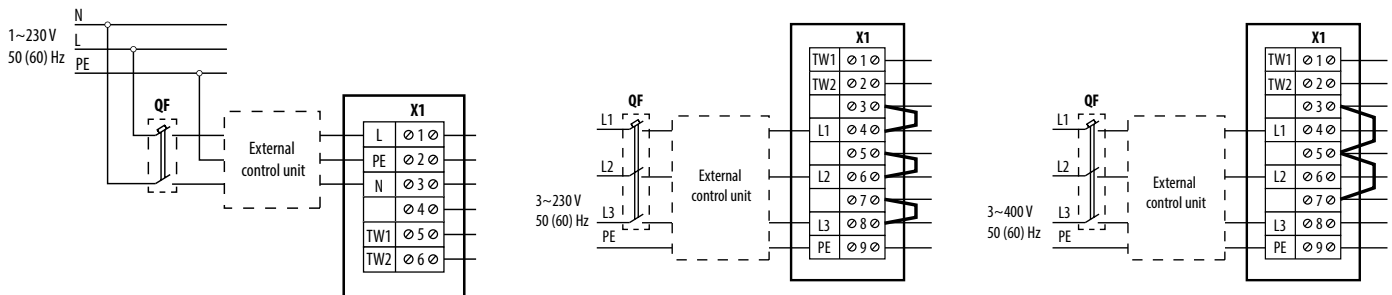 N
1~230 V
50 (60) Hz
L
PE
QF
External
control unit
X1
L 1
PE 2
N 3
4
TW1 5
TW2 6
X1
TW1 1
TW2 2
3
L1 4
5
L2 6
7
L3 8
PE 9
QF
L1
L2
3~230 V
50 (60) Hz
L3
PE
External
control unit
X1
TW1 1
TW2 2
3
L1 4
5
L2 6
7
L3 8
PE 9
QF
L1
L2
3~400 V
50 (60) Hz
L3
PE
External
control unit